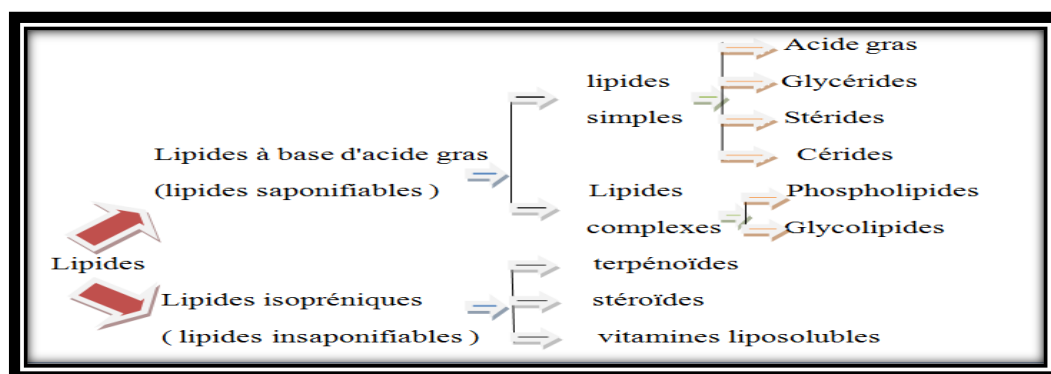 Acide gras
lipides
simples
Glycérides
Stérides
Cérides
Lipides à base d'acide gras
(lipides saponifiables )
Lipides
complexes
Phospholipides
Glycolipides
Lipides
terpénoïdes
Lipides isopréniques
( lipides insaponifiables )
stéroïdes
vitamines liposolubles